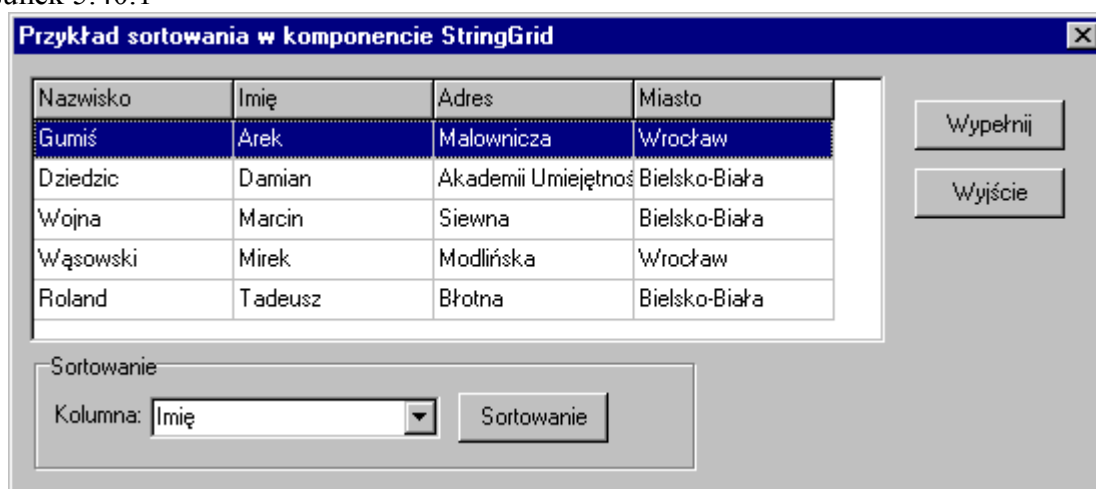 Przykład sortowania w komponencie StringGrid
Nazwisko Imię Adres Miasto
Wypełnij
Gumiś Arek Malownicza Wrocław
Dziedzic Damian Akademii Umiejętnoś Bielsko-Biała
Wyjście
Wojna Marcin Siewna Bielsko-Biała
Wąsowski Mirek Modlińska Wrocław
Roland Tadeusz Błotna Bielsko-Biała
Sortowanie
Kolumna: Imię Sortowanie